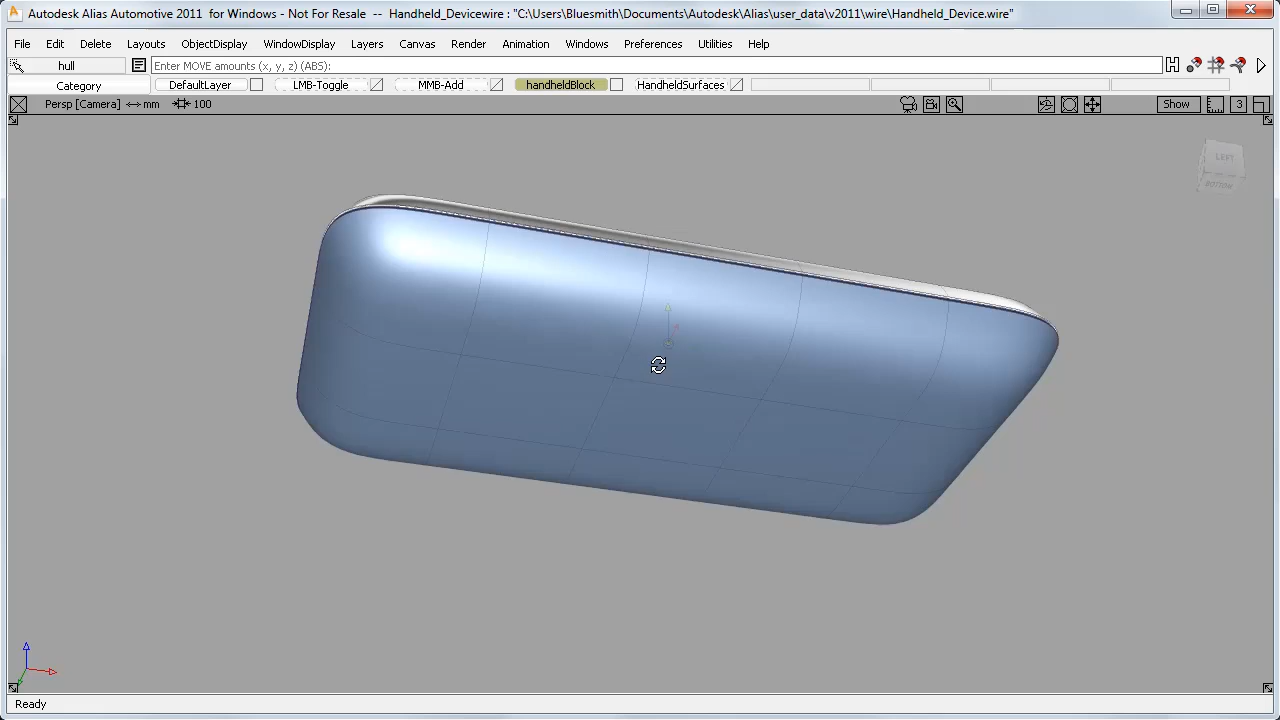 Autodesk Alias Automotive 2011 for Windows - Not For Resale -- Handheld_Devicewire : "C:\Users\Bluesmith\Documents\Autodesk\Alias\user_data\v2011\wire\Handheld_Device.wire"
File Edit Delete Layouts ObjectDisplay WindowDisplay Layers Canvas Render Animation Windows Preferences Utilities Help
hull Enter MOVE amounts (x, y, z) (ABS): H
Category DefaultLayer LMB-Toggle MMB-Add handheldBlock HandheldSurfaces
Persp [Camera] mm 100 Show 3
LEFT
BOTTOM
Ready